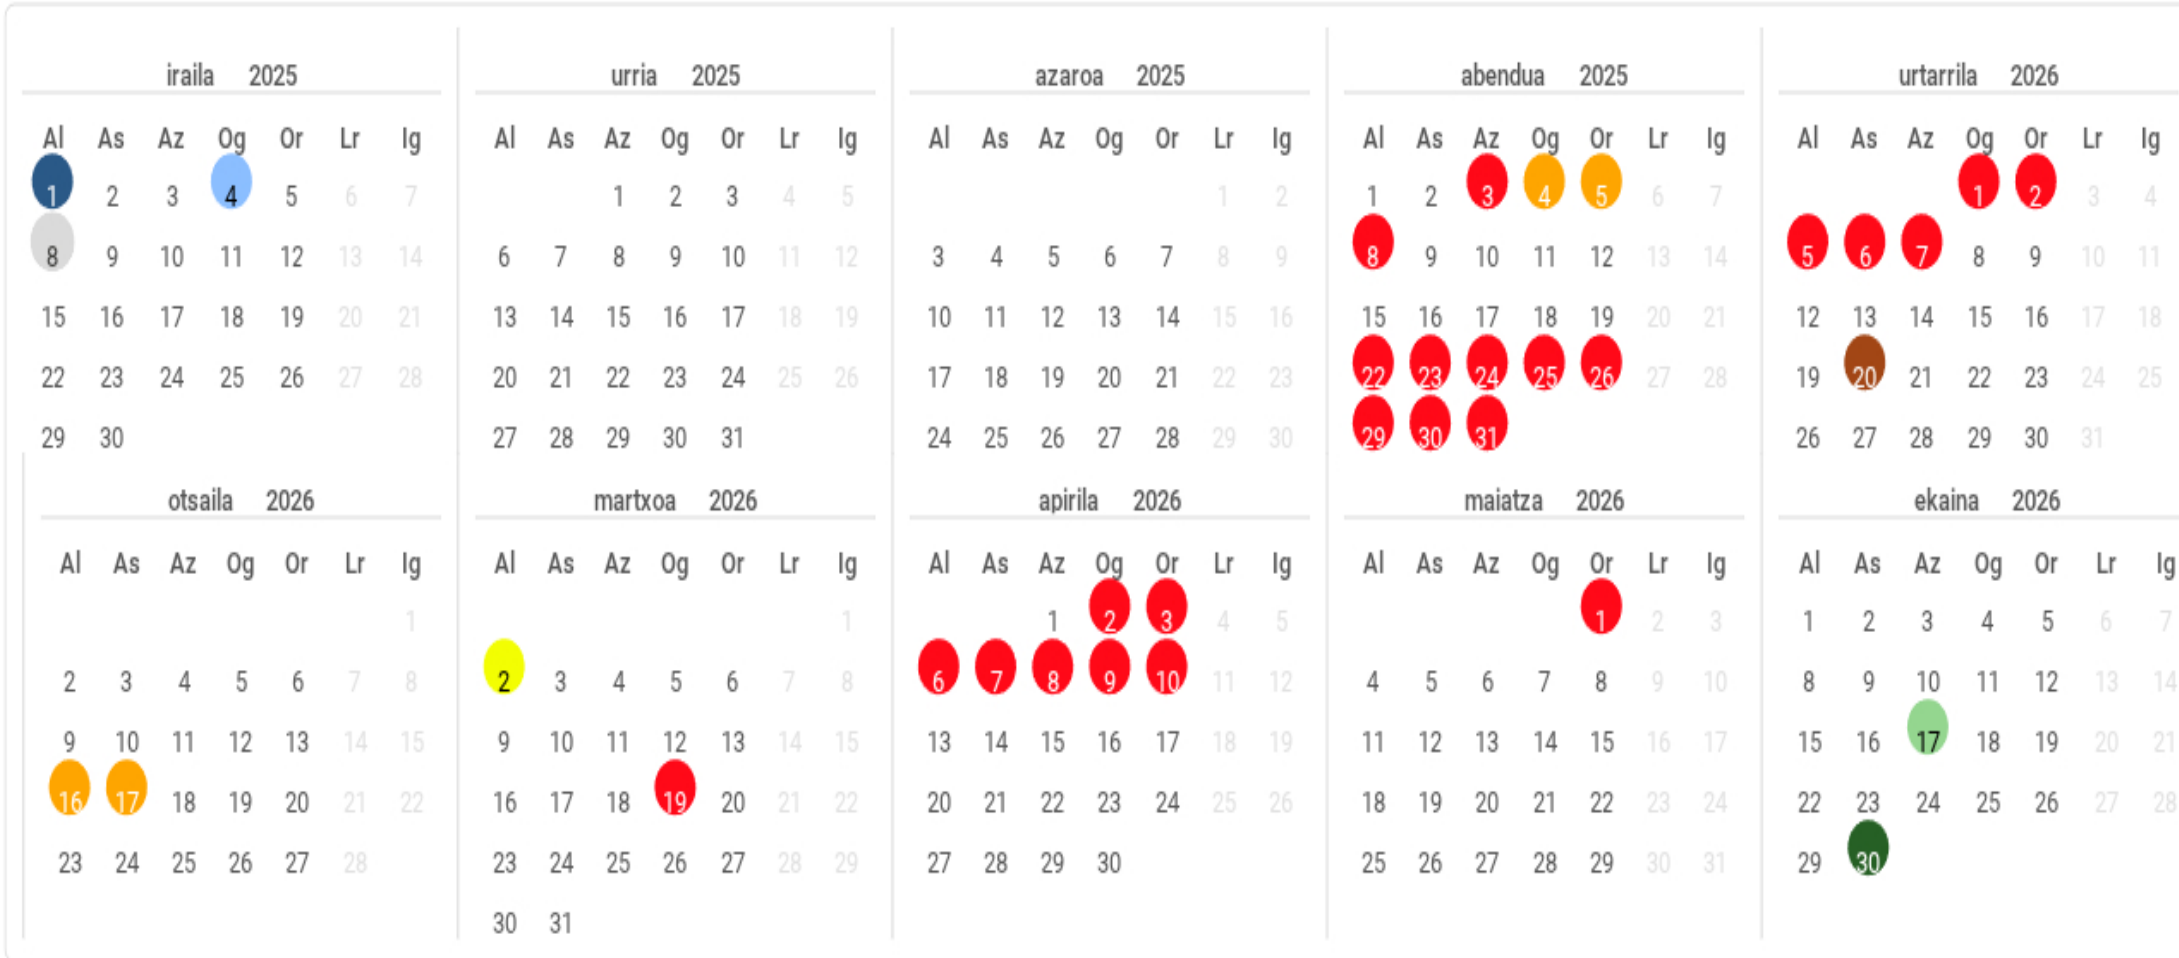 iraila 2025 urria 2025 azaroa 2025 abendua 2025 urtarrila 2026
Al As Az Og Or Lr Ig Al As Az Og Or Lr Ig Al As Az Og Or Lr Ig Al As Az Og Or Lr Ig Al As Az Og Or Lr Ig
1 2 3 4 5 6 7 1 2 3 4 5 1 2 1 2 3 4 5 6 7 1 2 3 4
8 9 10 11 12 13 14 6 7 8 9 10 11 12 3 4 5 6 7 8 9 8 9 10 11 12 13 14 5 6 7 8 9 10 11
15 16 17 18 19 20 21 13 14 15 16 17 18 19 10 11 12 13 14 15 16 15 16 17 18 19 20 21 12 13 14 15 16 17 18
22 23 24 25 26 27 28 20 21 22 23 24 25 26 17 18 19 20 21 22 23 22 23 24 25 26 27 28 19 20 21 22 23 24 25
29 30 27 28 29 30 31 24 25 26 27 28 29 30 29 30 31 26 27 28 29 30 31
otsaila 2026 martxoa 2026 apirila 2026 maiatza 2026 ekaina 2026
Al As Az Og Or Lr Ig Al As Az Og Or Lr Ig Al As Az Og Or Lr Ig Al As Az Og Or Lr Ig Al As Az Og Or Lr Ig
1 1 1 2 3 4 5 1 2 3 1 2 3 4 5 6 7
2 3 4 5 6 7 8 2 3 4 5 6 7 8 6 7 8 9 10 11 12 4 5 6 7 8 9 10 8 9 10 11 12 13 14
9 10 11 12 13 14 15 9 10 11 12 13 14 15 13 14 15 16 17 18 19 11 12 13 14 15 16 17 15 16 17 18 19 20 21
16 17 18 19 20 21 22 16 17 18 19 20 21 22 20 21 22 23 24 25 26 18 19 20 21 22 23 24 22 23 24 25 26 27 28
23 24 25 26 27 28 23 24 25 26 27 28 29 27 28 29 30 25 26 27 28 29 30 31 29 30
30 31